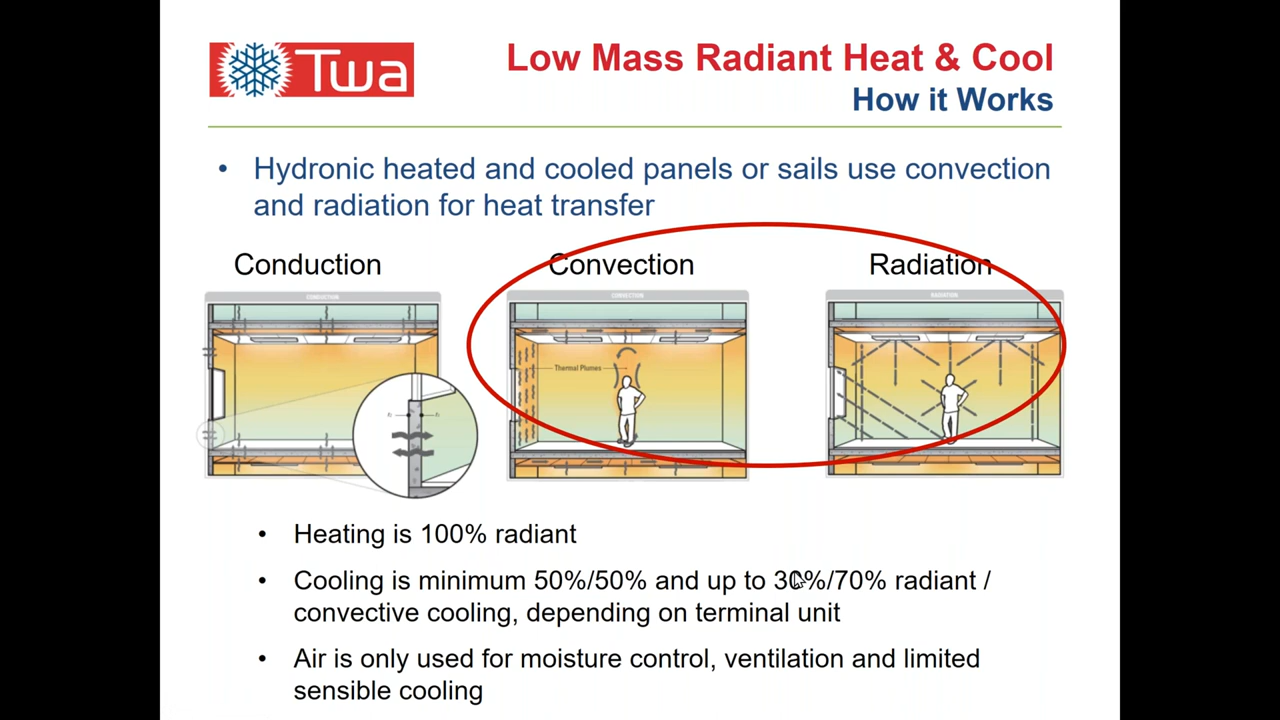 Twa
Low Mass Radiant Heat & Cool
How it Works
• Hydronic heated and cooled panels or sails use convection
and radiation for heat transfer
Conduction
Convection
Radiation
CONDUCTION
CONVECTION
RADIATION
Thermal Plumes
• Heating is 100% radiant
• Cooling is minimum 50%/50% and up to 30%/70% radiant /
convective cooling, depending on terminal unit
• Air is only used for moisture control, ventilation and limited
sensible cooling